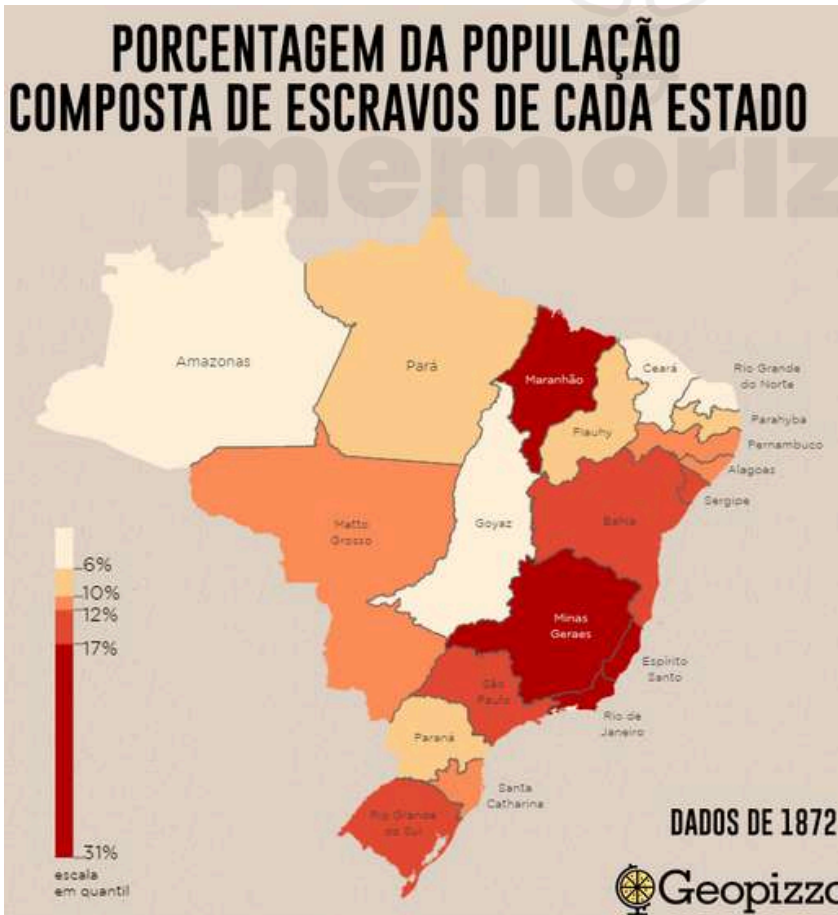 PORCENTAGEM DA POPULAÇÃO
COMPOSTA DE ESCRAVOS DE CADA ESTADO
memoriz
Amazonas
Pará
Maranhão
Ceará
Rio Grande
do Norte
Piauhy
Parahyba
Pernambuco
Alagoas
Sergipe
Matto
Grosso
Goyaz
Bahia
6%
10%
12%
17%
Minas
Geraes
Espírito
Santo
São
Paulo
Rio de
Janeiro
Paraná
Santa
Catharina
Rio Grande
do Sul
DADOS DE 1872
31%
escala
em quantil
Geopizza